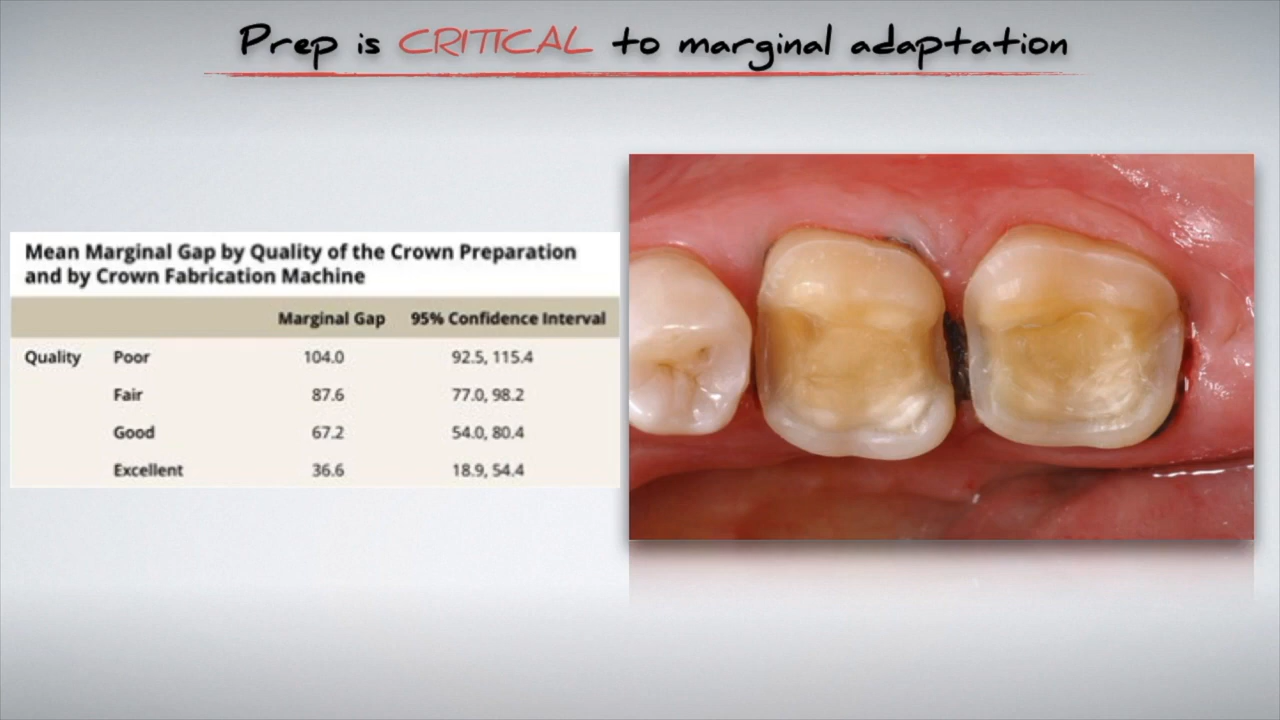 Prep is CRITICAL to marginal adaptation
Mean Marginal Gap by Quality of the Crown Preparation
and by Crown Fabrication Machine
Marginal Gap 95% Confidence Interval
Quality Poor 104.0 92.5, 115.4
Fair 87.6 77.0, 98.2
Good 67.2 54.0, 80.4
Excellent 36.6 18.9, 54.4